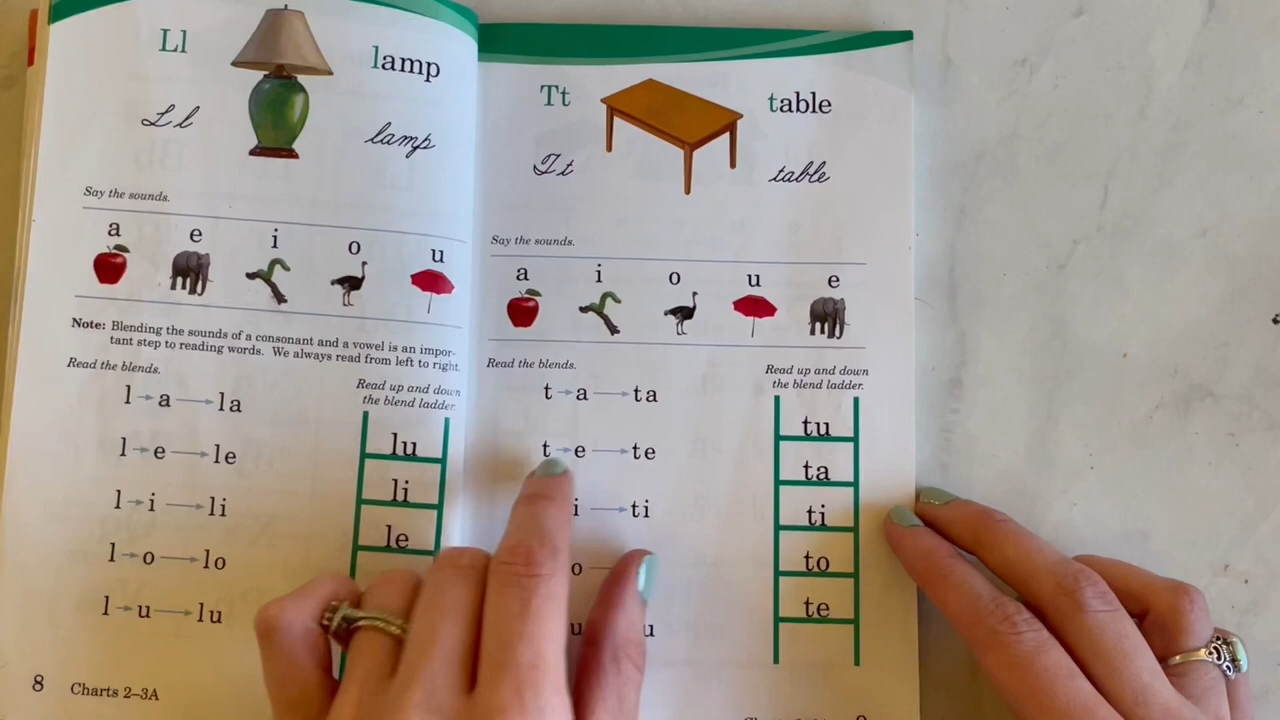 Ll
lamp
Ll
lamp
Say the sounds.
a e i o u
Note: Blending the sounds of a consonant and a vowel is an impor-
tant step to reading words. We always read from left to right.
Read the blends.
l a la
l e le
l i li
l o lo
l u lu
Read up and down
the blend ladder.
lu
li
le
8 Charts 2–3A
Tt
table
Tt
table
Say the sounds.
a i o u e
Read the blends.
t a ta
t e te
i ti
o
u u
Read up and down
the blend ladder.
tu
ta
ti
to
te